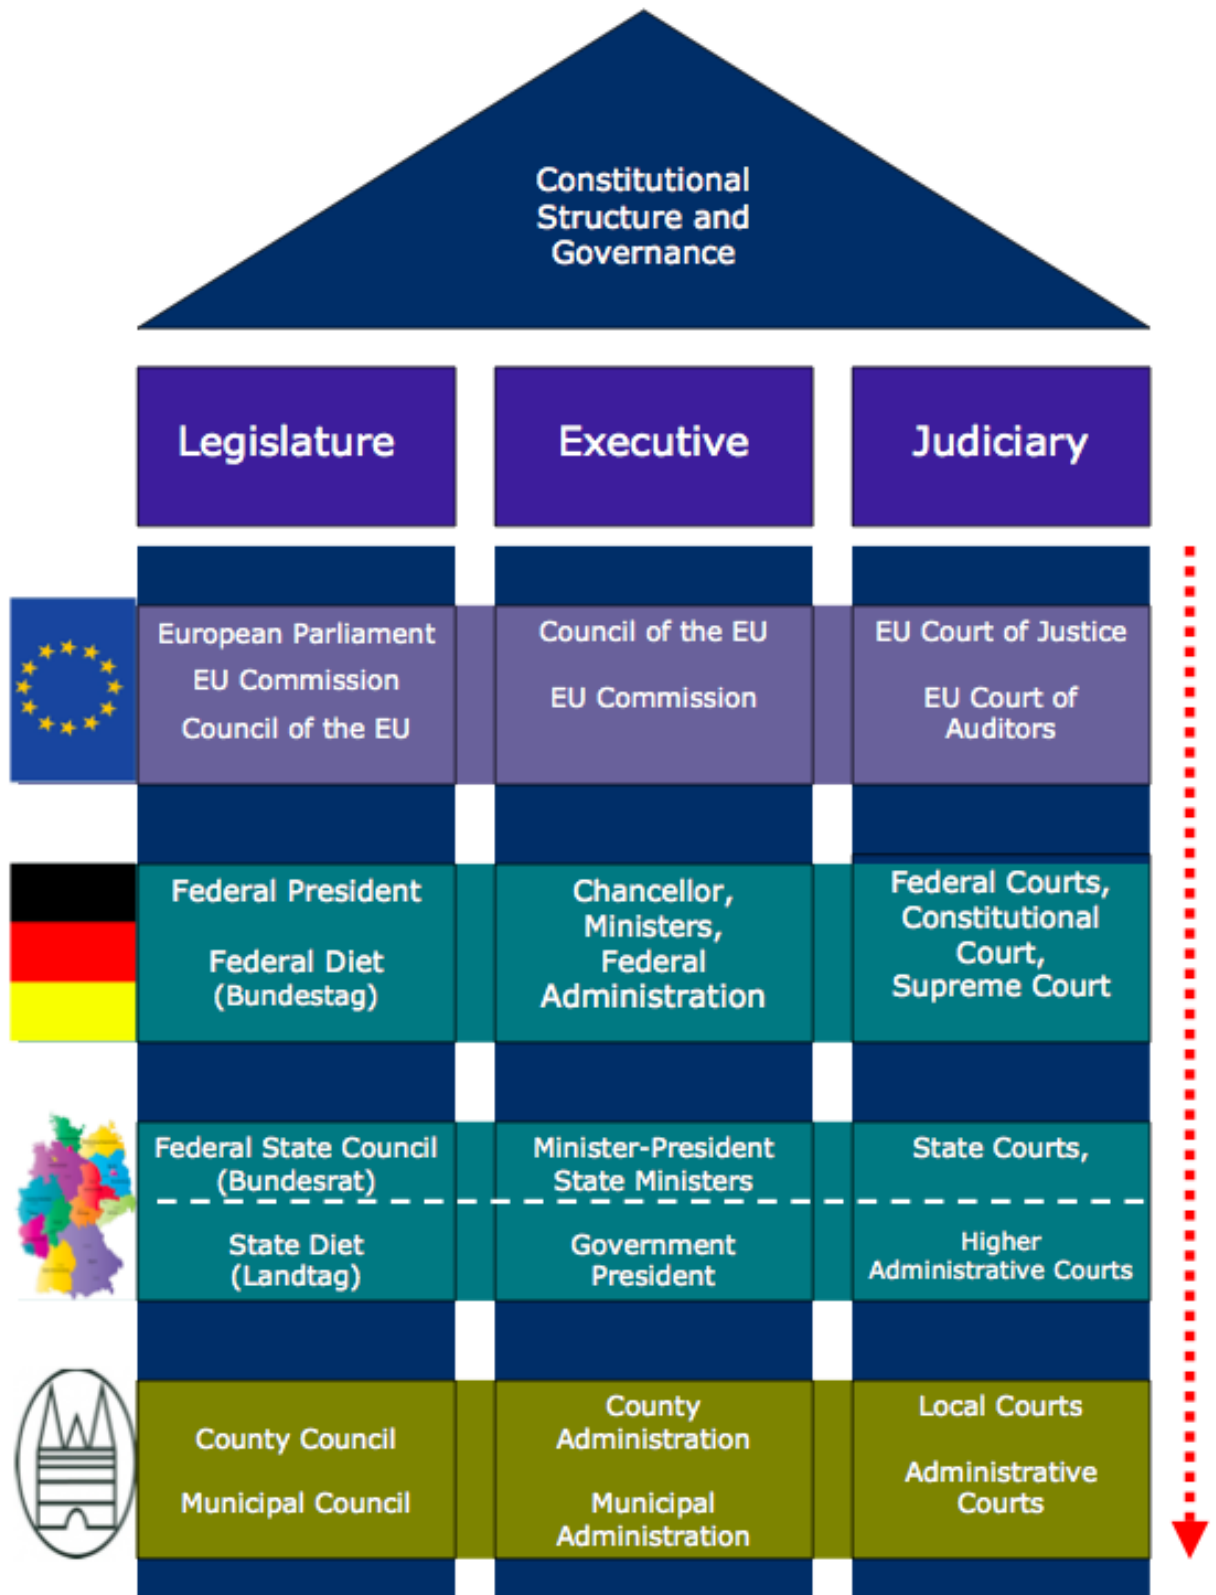 Constitutional
Structure and
Governance
Legislature
Executive
Judiciary
European Parliament
EU Commission
Council of the EU
Council of the EU
EU Commission
EU Court of Justice
EU Court of
Auditors
Federal President
Federal Diet
(Bundestag)
Chancellor,
Ministers,
Federal
Administration
Federal Courts,
Constitutional
Court,
Supreme Court
Federal State Council
(Bundesrat)
Minister-President
State Ministers
State Courts,
State Diet
(Landtag)
Government
President
Higher
Administrative Courts
County Council
Municipal Council
County
Administration
Municipal
Administration
Local Courts
Administrative
Courts